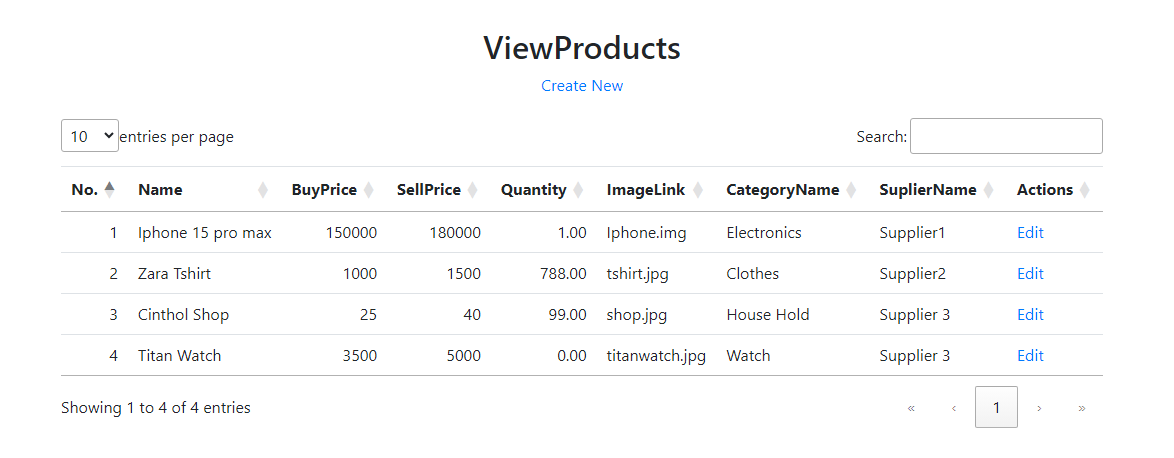 ViewProducts
Create New
10 entries per page Search:
No. Name BuyPrice SellPrice Quantity ImageLink CategoryName SuplierName Actions
1 Iphone 15 pro max 150000 180000 1.00 Iphone.img Electronics Supplier1 Edit
2 Zara Tshirt 1000 1500 788.00 tshirt.jpg Clothes Supplier2 Edit
3 Cinthol Shop 25 40 99.00 shop.jpg House Hold Supplier 3 Edit
4 Titan Watch 3500 5000 0.00 titanwatch.jpg Watch Supplier 3 Edit
Showing 1 to 4 of 4 entries « ‹ 1 › »